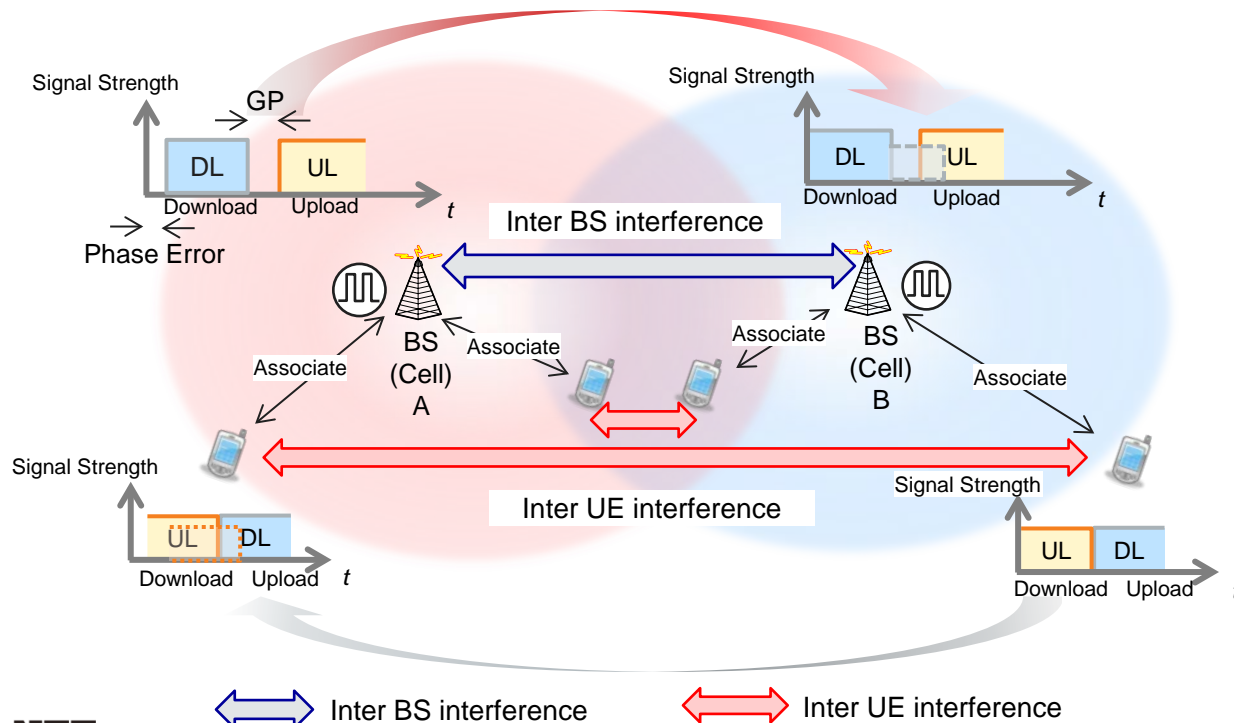 Signal Strength
GP
DL
UL
Download
Upload
t
Phase Error
Signal Strength
DL
UL
Download
Upload
t
Inter BS interference
Associate
Associate
BS
(Cell)
A
Associate
Associate
BS
(Cell)
B
Signal Strength
UL
DL
Download
Upload
t
Inter UE interference
Signal Strength
UL
DL
Download
Upload
Inter BS interference
Inter UE interference